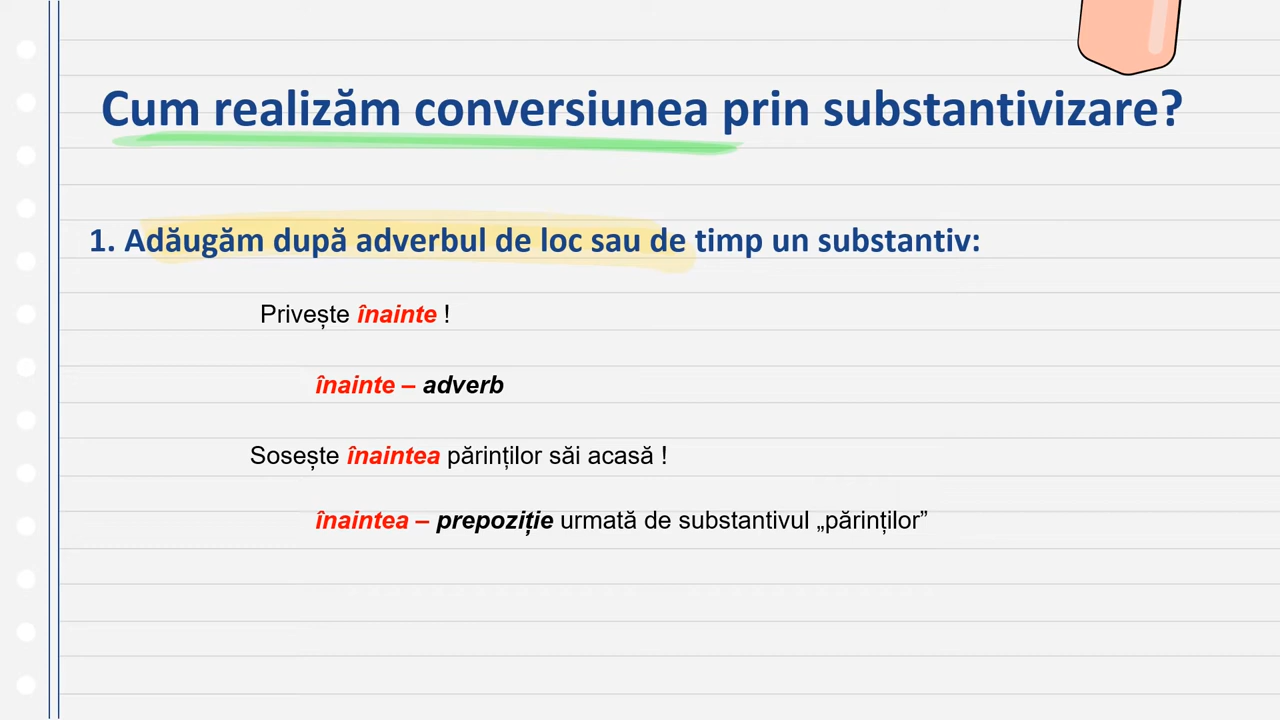 Cum realizăm conversiunea prin substantivizare?
1. Adăugăm după adverbul de loc sau de timp un substantiv:
Privește înainte !
înainte – adverb
Sosește înaintea părinților săi acasă !
înaintea – prepoziție urmată de substantivul „părinților”